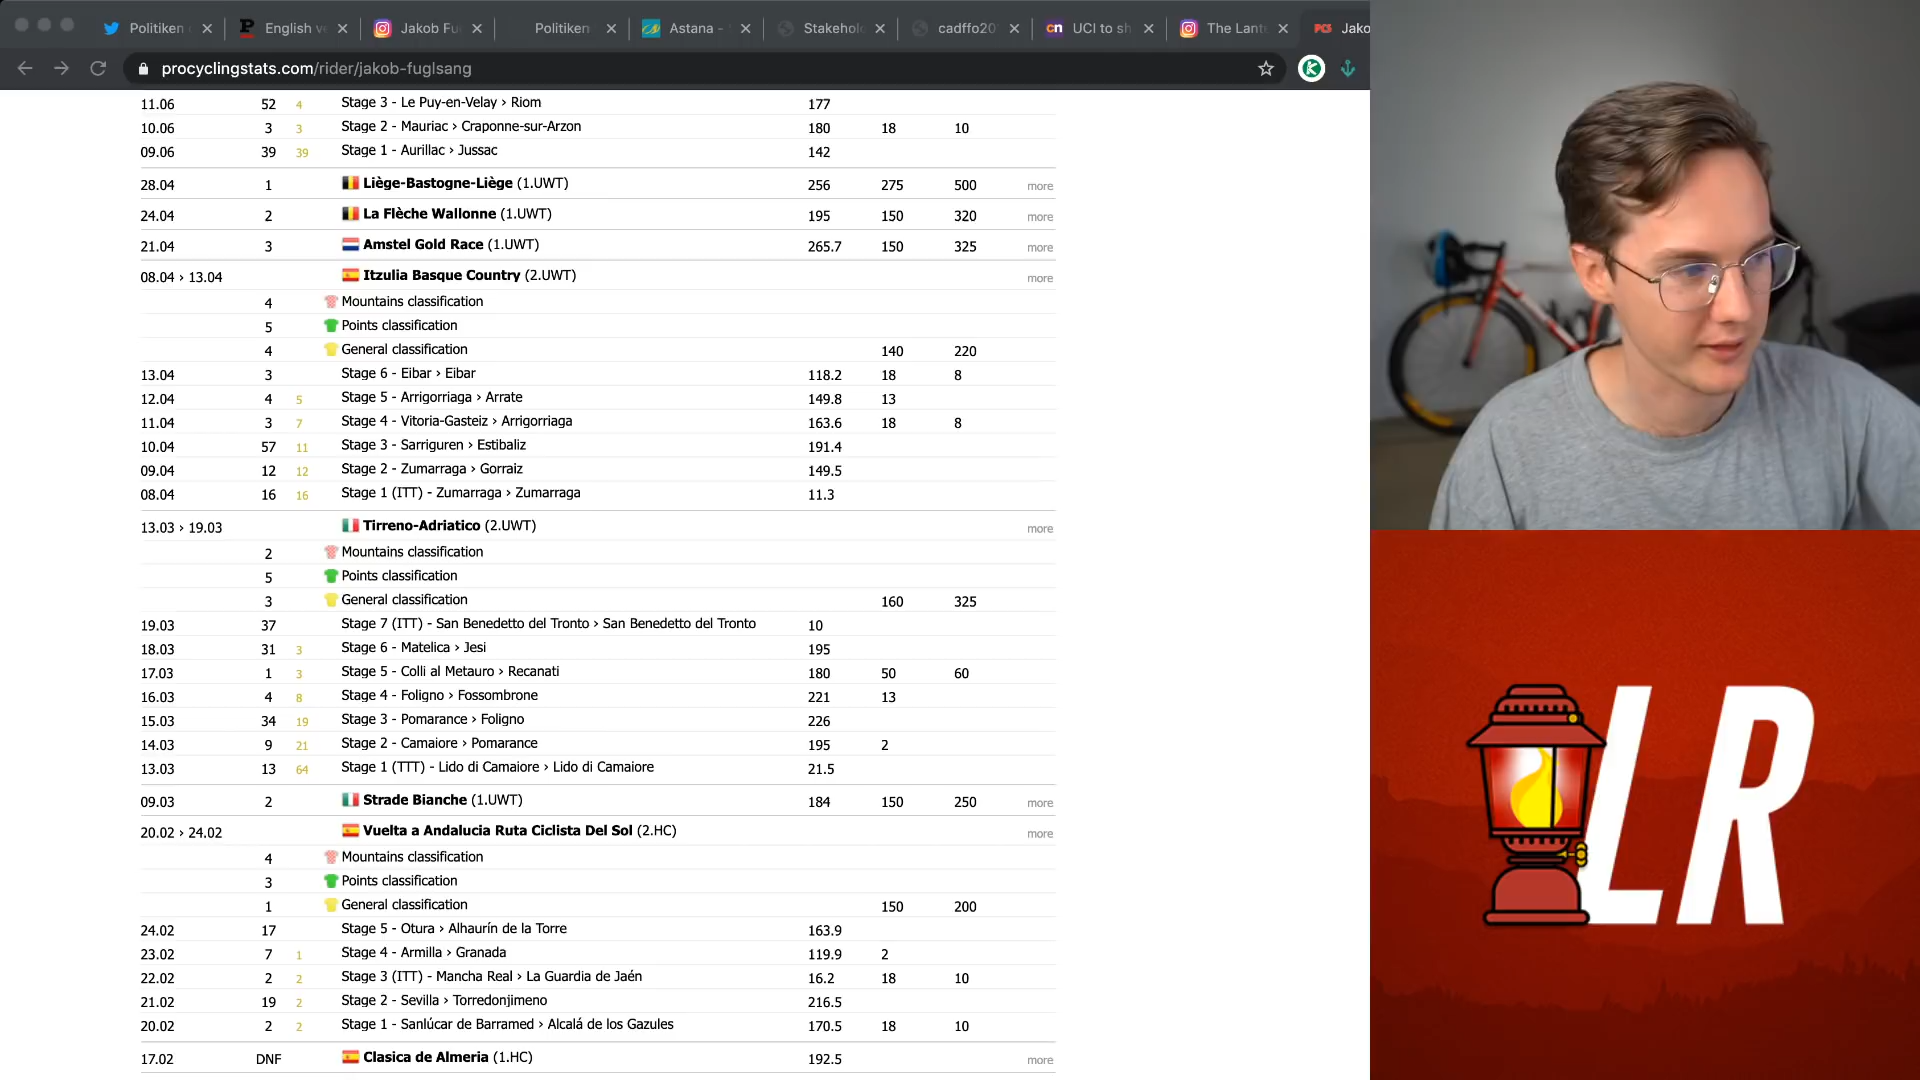 Politiken
English ve
Jakob Fu
Politiken
Astana -
Stakehol
cadffo20
UCI to sh
The Lant
Jako
procyclingstats.com/rider/jakob-fuglsang
11.06 52 4 Stage 3 - Le Puy-en-Velay › Riom 177
10.06 3 3 Stage 2 - Mauriac › Craponne-sur-Arzon 180 18 10
09.06 39 39 Stage 1 - Aurillac › Jussac 142
28.04 1 Liège-Bastogne-Liège (1.UWT) 256 275 500 more
24.04 2 La Flèche Wallonne (1.UWT) 195 150 320 more
21.04 3 Amstel Gold Race (1.UWT) 265.7 150 325 more
08.04 › 13.04 Itzulia Basque Country (2.UWT) more
4 Mountains classification
5 Points classification
4 General classification 140 220
13.04 3 Stage 6 - Eibar › Eibar 118.2 18 8
12.04 4 5 Stage 5 - Arrigorriaga › Arrate 149.8 13
11.04 3 7 Stage 4 - Vitoria-Gasteiz › Arrigorriaga 163.6 18 8
10.04 57 11 Stage 3 - Sarriguren › Estibaliz 191.4
09.04 12 12 Stage 2 - Zumarraga › Gorraiz 149.5
08.04 16 16 Stage 1 (ITT) - Zumarraga › Zumarraga 11.3
13.03 › 19.03 Tirreno-Adriatico (2.UWT) more
2 Mountains classification
5 Points classification
3 General classification 160 325
19.03 37 Stage 7 (ITT) - San Benedetto del Tronto › San Benedetto del Tronto 10
18.03 31 3 Stage 6 - Matelica › Jesi 195
17.03 1 3 Stage 5 - Colli al Metauro › Recanati 180 50 60
16.03 4 8 Stage 4 - Foligno › Fossombrone 221 13
15.03 34 19 Stage 3 - Pomarance › Foligno 226
14.03 9 21 Stage 2 - Camaiore › Pomarance 195 2
13.03 13 64 Stage 1 (TTT) - Lido di Camaiore › Lido di Camaiore 21.5
09.03 2 Strade Bianche (1.UWT) 184 150 250 more
20.02 › 24.02 Vuelta a Andalucia Ruta Ciclista Del Sol (2.HC) more
4 Mountains classification
3 Points classification
1 General classification 150 200
24.02 17 Stage 5 - Otura › Alhaurín de la Torre 163.9
23.02 7 1 Stage 4 - Armilla › Granada 119.9 2
22.02 2 2 Stage 3 (ITT) - Mancha Real › La Guardia de Jaén 16.2 18 10
21.02 19 2 Stage 2 - Sevilla › Torredonjimeno 216.5
20.02 2 2 Stage 1 - Sanlúcar de Barramed › Alcalá de los Gazules 170.5 18 10
17.02 DNF Clasica de Almeria (1.HC) 192.5 more
LR